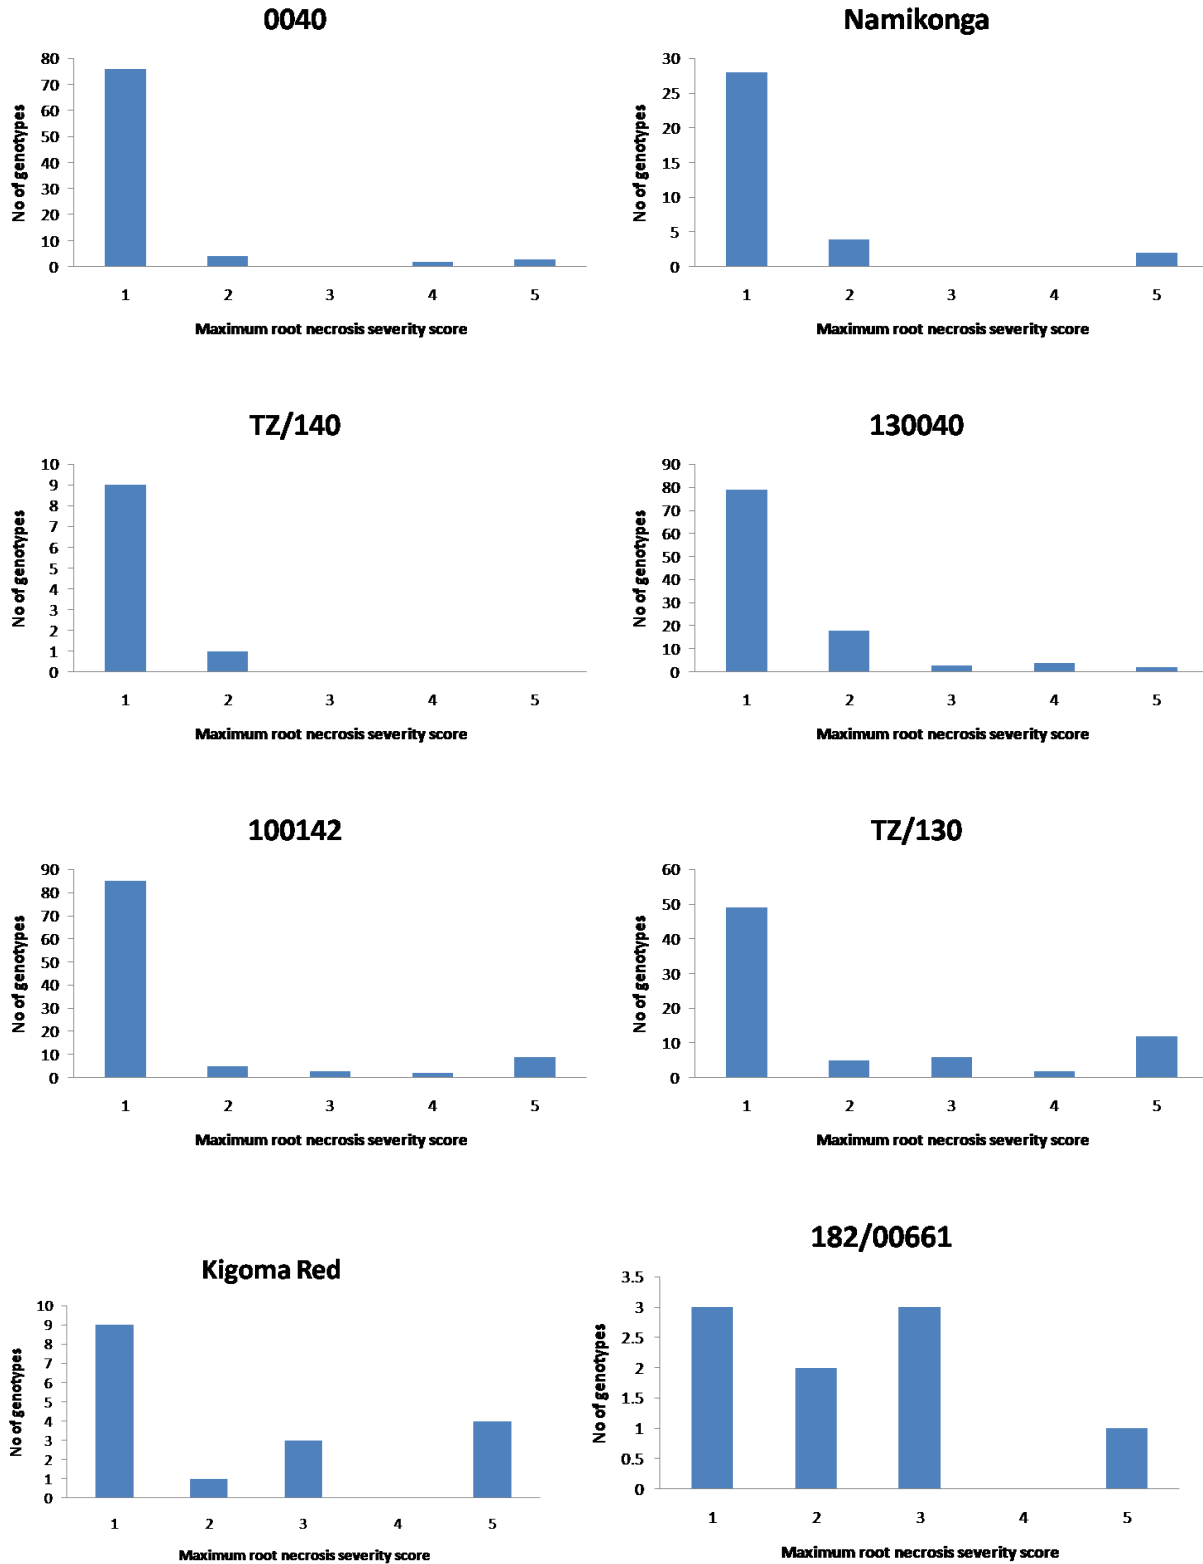 0040
No of genotypes
80
70
60
50
40
30
20
10
0
1 2 3 4 5
Maximum root necrosis severity score
Namikonga
No of genotypes
30
25
20
15
10
5
0
1 2 3 4 5
Maximum root necrosis severity score
TZ/140
No of genotypes
10
9
8
7
6
5
4
3
2
1
0
1 2 3 4 5
Maximum root necrosis severity score
130040
No of genotypes
90
80
70
60
50
40
30
20
10
0
1 2 3 4 5
Maximum root necrosis severity score
100142
No of genotypes
90
80
70
60
50
40
30
20
10
0
1 2 3 4 5
Maximum root necrosis severity score
TZ/130
No of genotypes
60
50
40
30
20
10
0
1 2 3 4 5
Maximum root necrosis severity score
Kigoma Red
No of genotypes
10
9
8
7
6
5
4
3
2
1
0
1 2 3 4 5
Maximum root necrosis severity score
182/00661
No of genotypes
3.5
3
2.5
2
1.5
1
0.5
0
1 2 3 4 5
Maximum root necrosis severity score